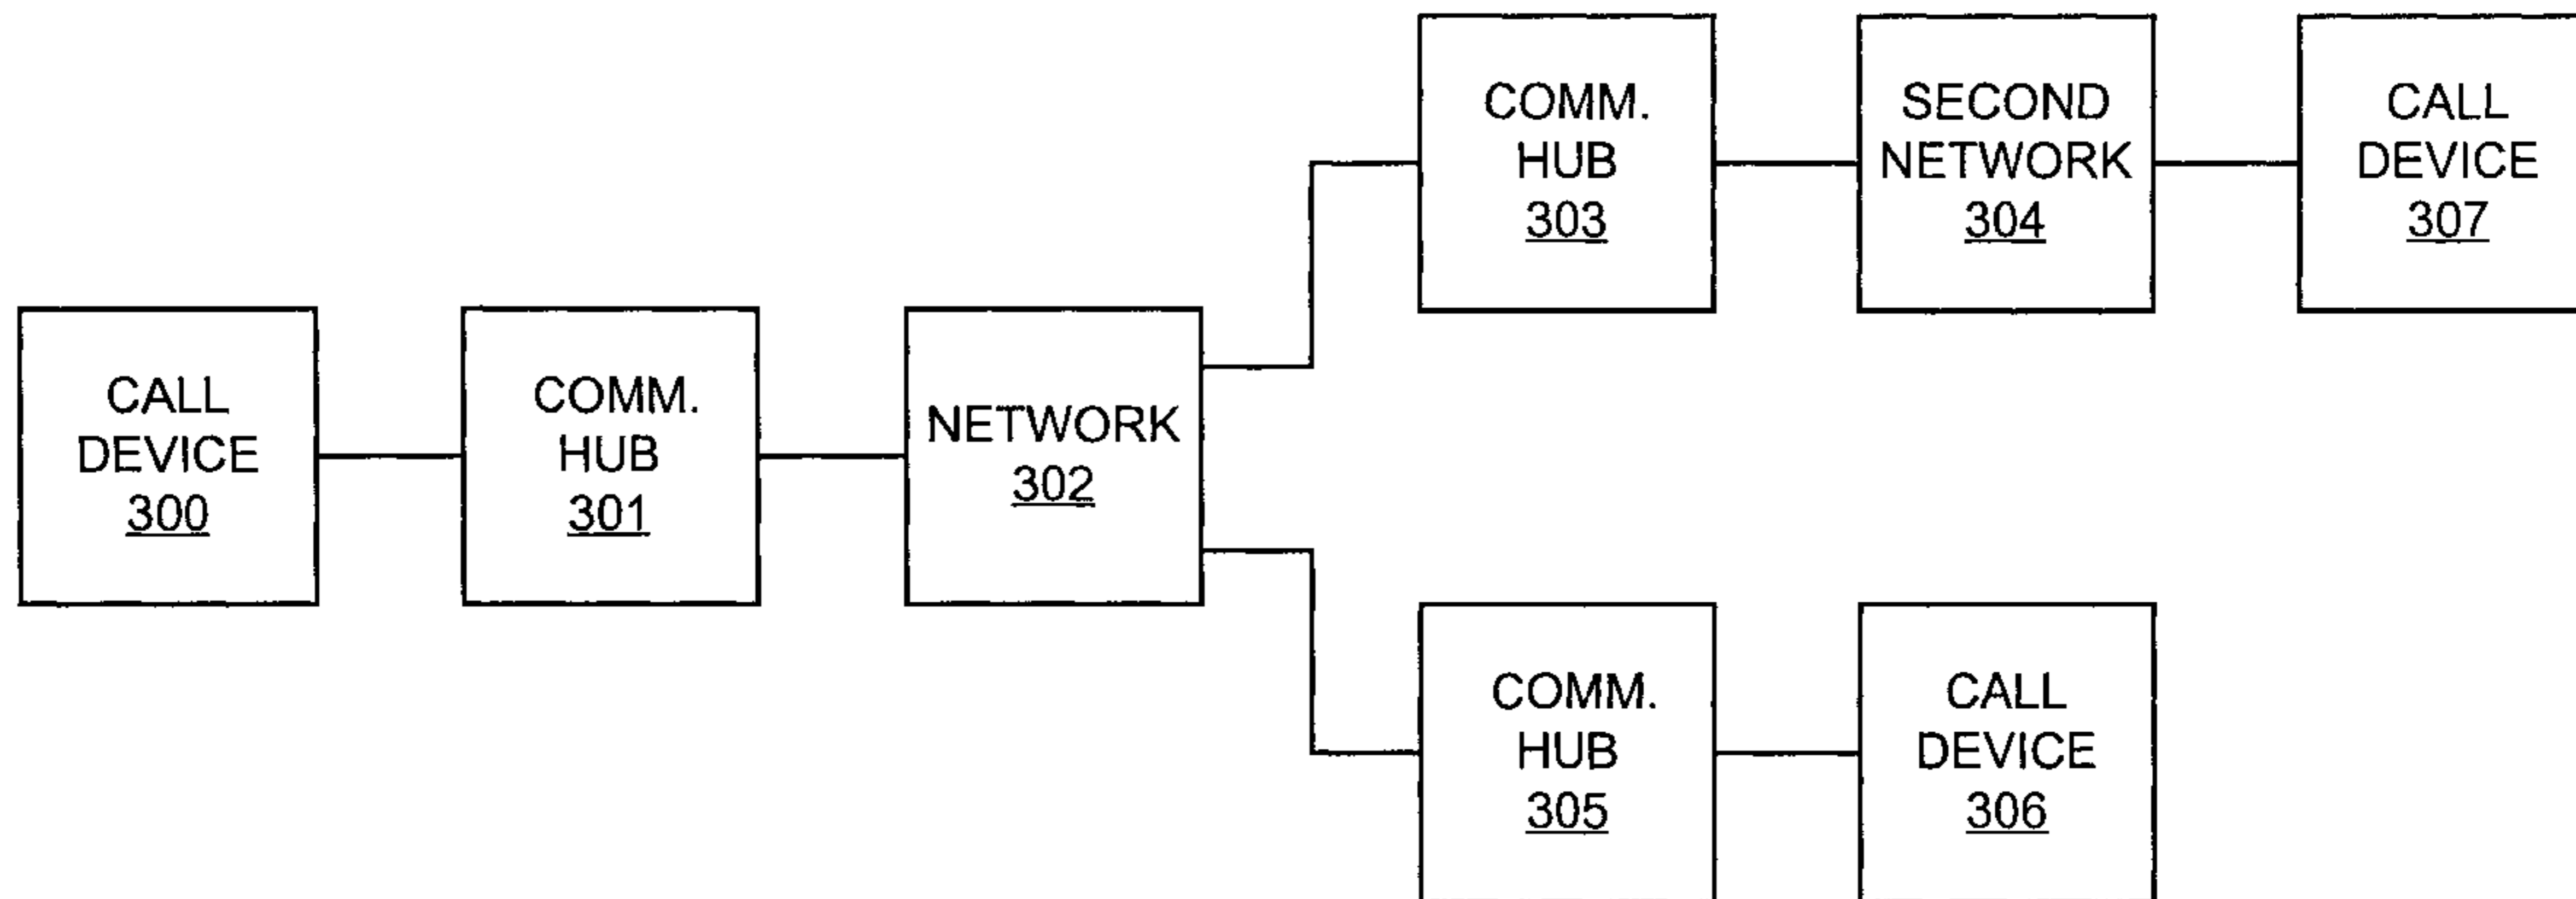 COMM.
HUB
303
SECOND
NETWORK
304
CALL
DEVICE
307
CALL
DEVICE
300
COMM.
HUB
301
NETWORK
302
COMM.
HUB
305
CALL
DEVICE
306